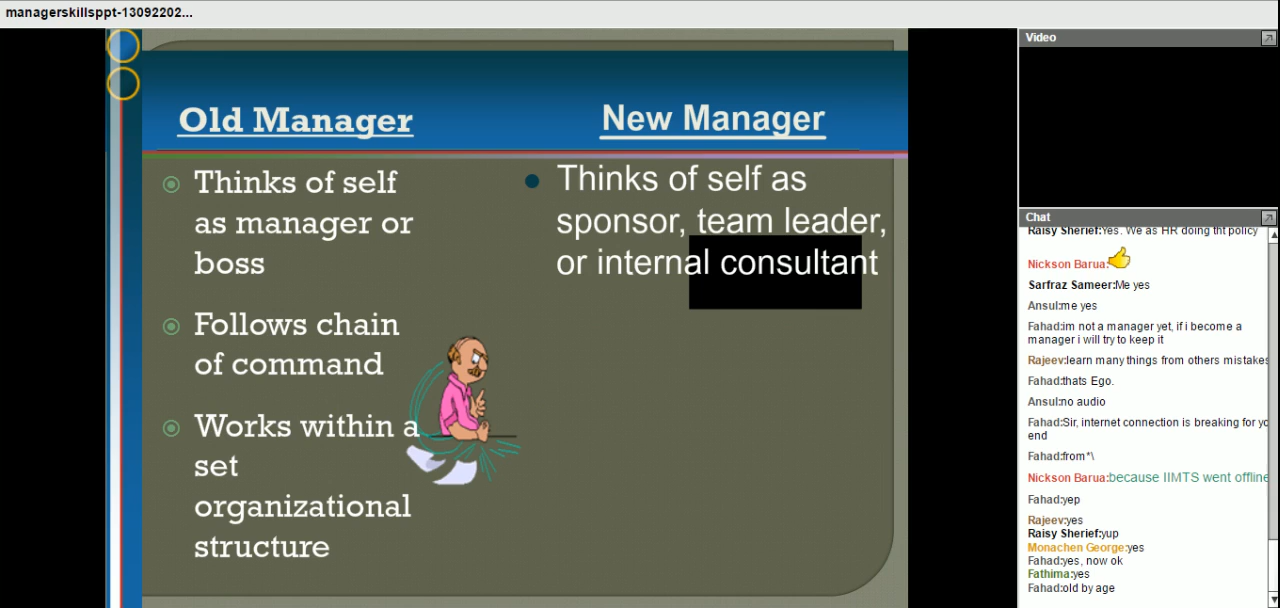 managerskillsppt-13092202...
Old Manager
New Manager
Thinks of self
as manager or
boss
Follows chain
of command
Works within a
set
organizational
structure
Thinks of self as
sponsor, team leader,
or internal consultant
Video
Chat
Raisy Sherief:Yes. We as HR doing tht policy
Nickson Barua:
Sarfraz Sameer:Me yes
Ansul:me yes
Fahad:im not a manager yet, if i become a
manager i will try to keep it
Rajeev:learn many things from others mistakes
Fahad:thats Ego.
Ansul:no audio
Fahad:Sir, internet connection is breaking for yo
end
Fahad:from*\
Nickson Barua:because IIMTS went offline
Fahad:yep
Rajeev:yes
Raisy Sherief:yup
Monachen George:yes
Fahad:yes, now ok
Fathima:yes
Fahad:old by age